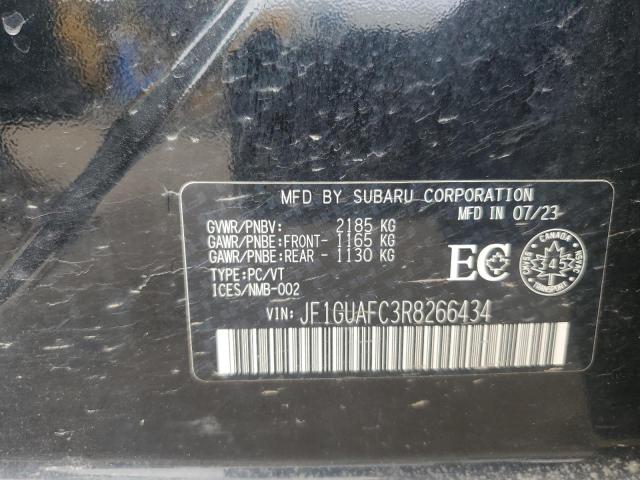 MFD BY SUBARU CORPORATION
MFD IN 07/23
GVWR/PNBV: 2185 KG
GAWR/PNBE:FRONT- 1165 KG
GAWR/PNBE:REAR - 1130 KG
TYPE:PC/VT
ICES/NMB-002
EC
CANADA
4
TRANSPORT
VIN: JF1GUAFC3R8266434